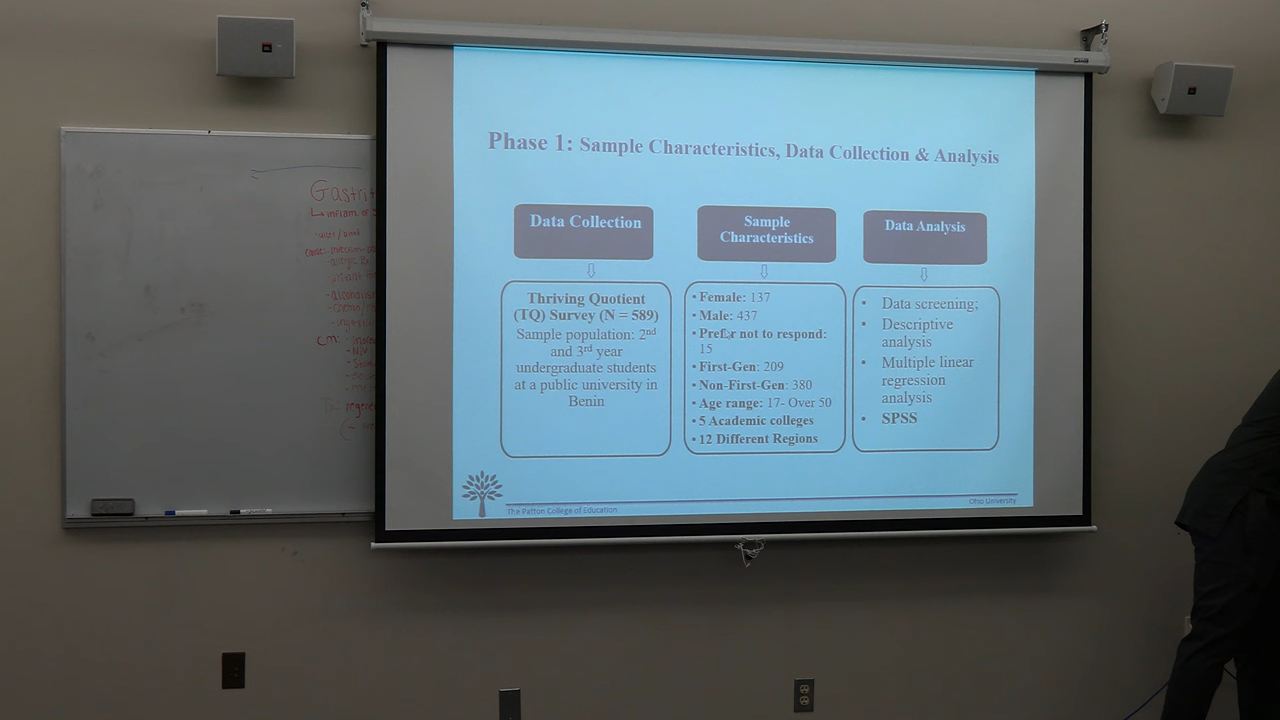 Phase 1: Sample Characteristics, Data Collection & Analysis
Data Collection
Thriving Quotient
(TQ) Survey (N = 589)
Sample population: 2nd
and 3rd year
undergraduate students
at a public university in
Benin
Sample
Characteristics
• Female: 137
• Male: 437
• Prefer not to respond:
15
• First-Gen: 209
• Non-First-Gen: 380
• Age range: 17- Over 50
• 5 Academic colleges
• 12 Different Regions
Data Analysis
• Data screening;
• Descriptive
analysis
• Multiple linear
regression
analysis
• SPSS
The Patton College of Education
Ohio University
Gastrit
inflam of